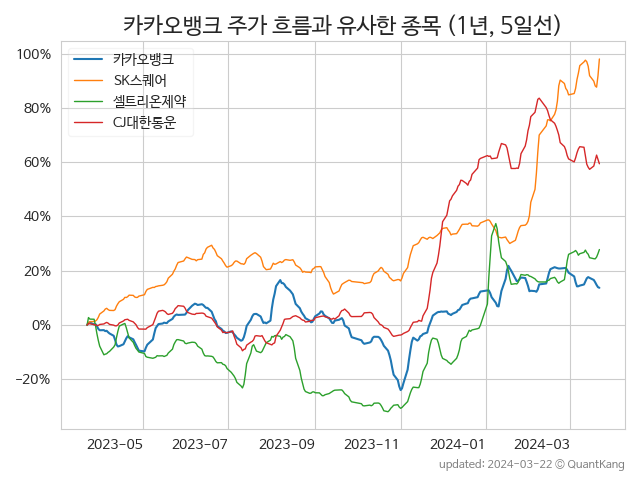 카카오뱅크 주가 흐름과 유사한 종목 (1년, 5일선)
100%
80%
60%
40%
20%
0%
−20%
카카오뱅크
SK스퀘어
셀트리온제약
CJ대한통운
2023-05
2023-07
2023-09
2023-11
2024-01
2024-03
updated: 2024-03-22 © QuantKang